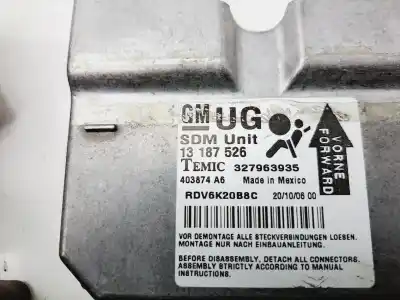 GM UG
SDM Unit
13 187 526
TEMIC 327963935
403874 A6 Made in Mexico
RDV6K20B8C 20/10/06 00
VORNE
FORWARD
VOR DEMONTAGE ALLE STECKVERBINDUNGEN LOESEN.
MONTAGE NUR NACH EINBAUANLEITUNG.
BEFORE DISASSEMBLY, DETACH ALL CONNECTORS.
ASSEMBLY STRICTLY ACCORDING TO MANUAL
INSTRUCTIONS.